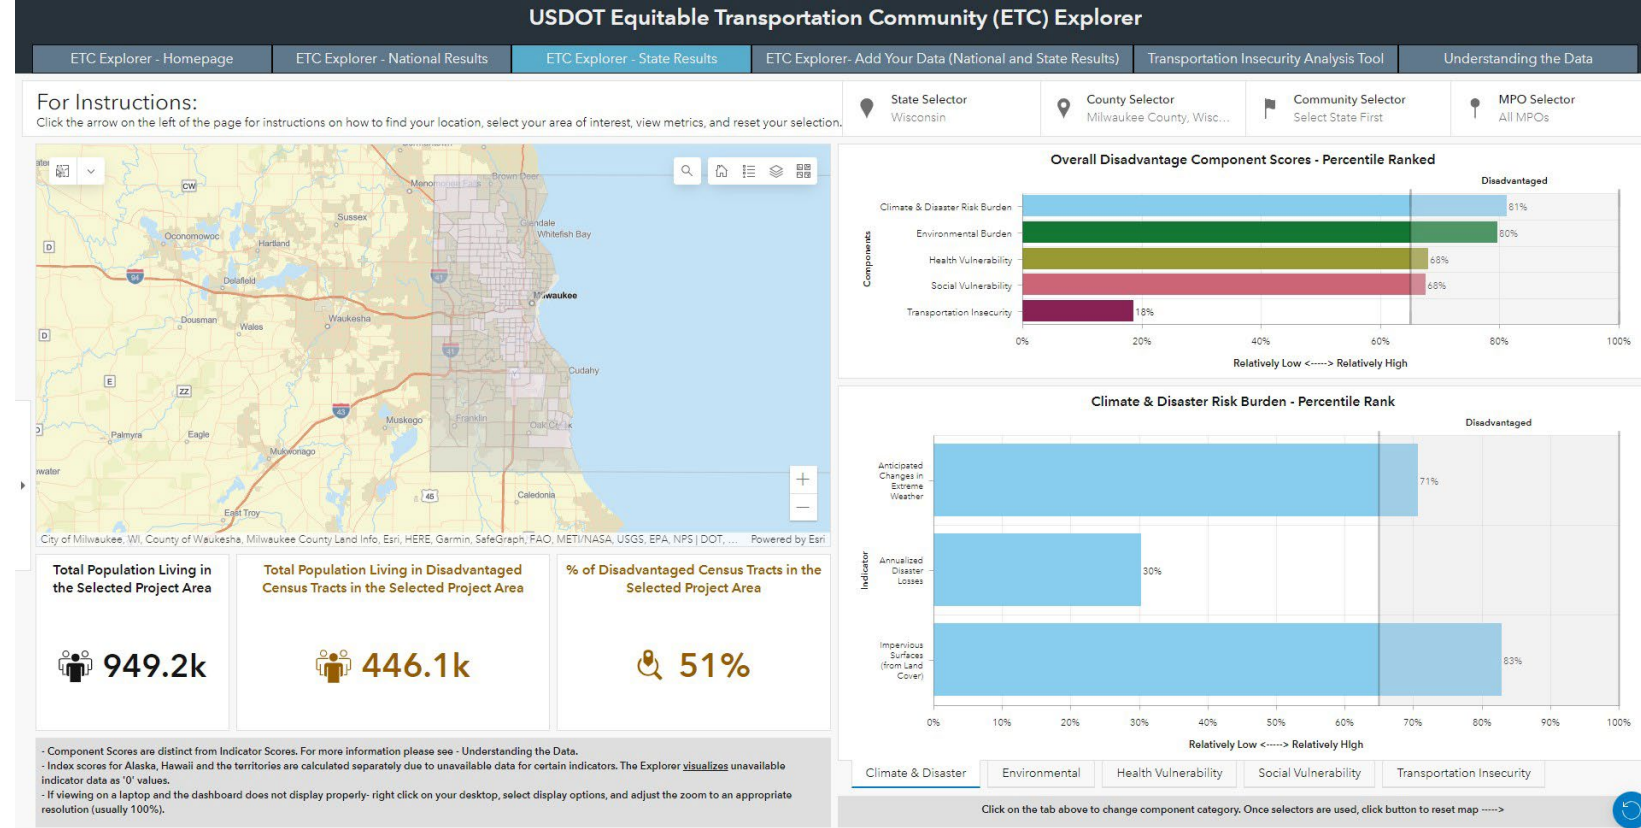 USDOT Equitable Transportation Community (ETC) Explorer
ETC Explorer - Homepage
ETC Explorer - National Results
ETC Explorer - State Results
ETC Explorer- Add Your Data (National and State Results)
Transportation Insecurity Analysis Tool
Understanding the Data
For Instructions:
Click the arrow on the left of the page for instructions on how to find your location, select your area of interest, view metrics, and reset your selection.
State Selector
Wisconsin
County Selector
Milwaukee County, Wisc...
Community Selector
Select State First
MPO Selector
All MPOs
CW
Menomonee Falls
Brown Deer
Sussex
Glendale
Whitefish Bay
Oconomowoc
Hartland
D
94
41
Delafield
Milwaukee
Dousman
Wales
Waukesha
D
41
Cudahy
E
ZZ
43
Muskego
Franklin
Oak Creek
Palmyra
Eagle
Mukwonago
45
Caledonia
East Troy
City of Milwaukee, WI, County of Waukesha, Milwaukee County Land Info, Esri, HERE, Garmin, SafeGraph, FAO, METI/NASA, USGS, EPA, NPS | DOT, ...
Powered by Esri
Total Population Living in
the Selected Project Area
949.2k
Total Population Living in Disadvantaged
Census Tracts in the Selected Project Area
446.1k
% of Disadvantaged Census Tracts in the
Selected Project Area
51%
- Component Scores are distinct from Indicator Scores. For more information please see - Understanding the Data.
- Index scores for Alaska, Hawaii and the territories are calculated separately due to unavailable data for certain indicators. The Explorer visualizes unavailable
indicator data as '0' values.
- If viewing on a laptop and the dashboard does not display properly- right click on your desktop, select display options, and adjust the zoom to an appropriate
resolution (usually 100%).
Overall Disadvantage Component Scores - Percentile Ranked
Disadvantaged
Components
Climate & Disaster Risk Burden
81%
Environmental Burden
80%
Health Vulnerability
68%
Social Vulnerability
68%
Transportation Insecurity
18%
0%
20%
40%
60%
80%
100%
Relatively Low <-----> Relatively High
Climate & Disaster Risk Burden - Percentile Rank
Disadvantaged
Indicator
Anticipated
Changes in
Extreme
Weather
71%
Annualized
Disaster
Losses
30%
Impervious
Surfaces
(from Land
Cover)
83%
0%
10%
20%
30%
40%
50%
60%
70%
80%
90%
100%
Relatively Low <-----> Relatively HIgh
Climate & Disaster
Environmental
Health Vulnerability
Social Vulnerability
Transportation Insecurity
Click on the tab above to change component category. Once selectors are used, click button to reset map ----->